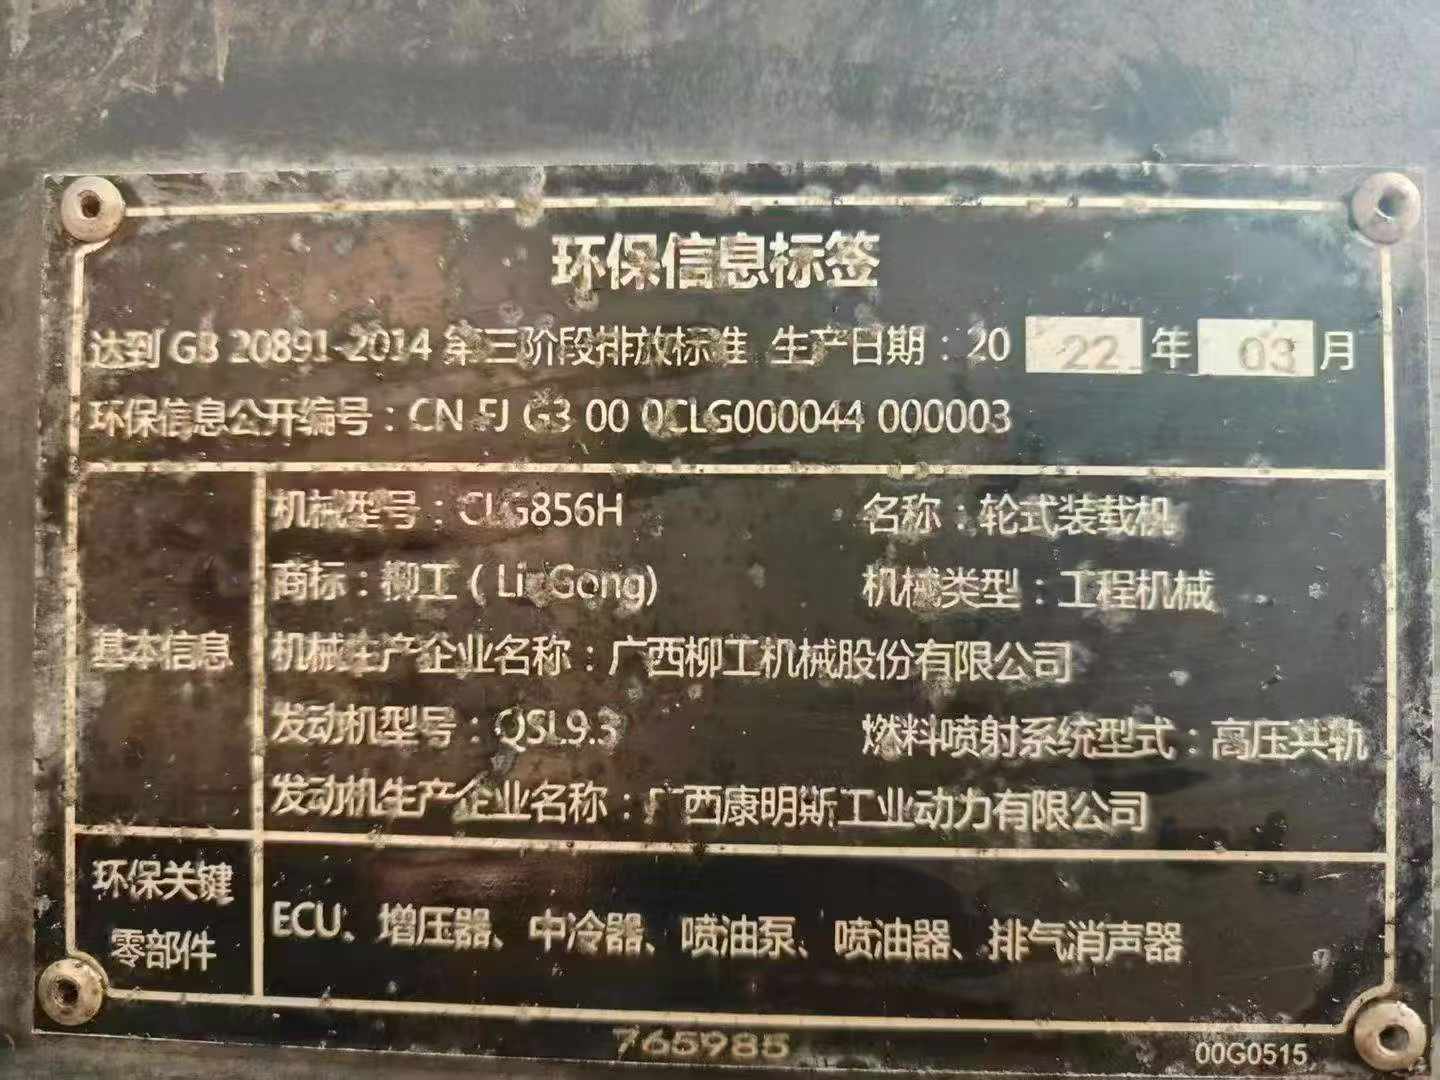 环保信息标签
达到 GB 20891-2014 第三阶段排放标准 生产日期：20 22 年 03 月
环保信息公开编号：CN FJ G3 00 0CLG000044 000003
基本信息
机械型号：CLG856H 名称：轮式装载机
商标：柳工（LiuGong) 机械类型：工程机械
机械生产企业名称：广西柳工机械股份有限公司
发动机型号：QSL9.3 燃料喷射系统型式：高压共轨
发动机生产企业名称：广西康明斯工业动力有限公司
环保关键
零部件
ECU、增压器、中冷器、喷油泵、喷油器、排气消声器
765985
00G0515